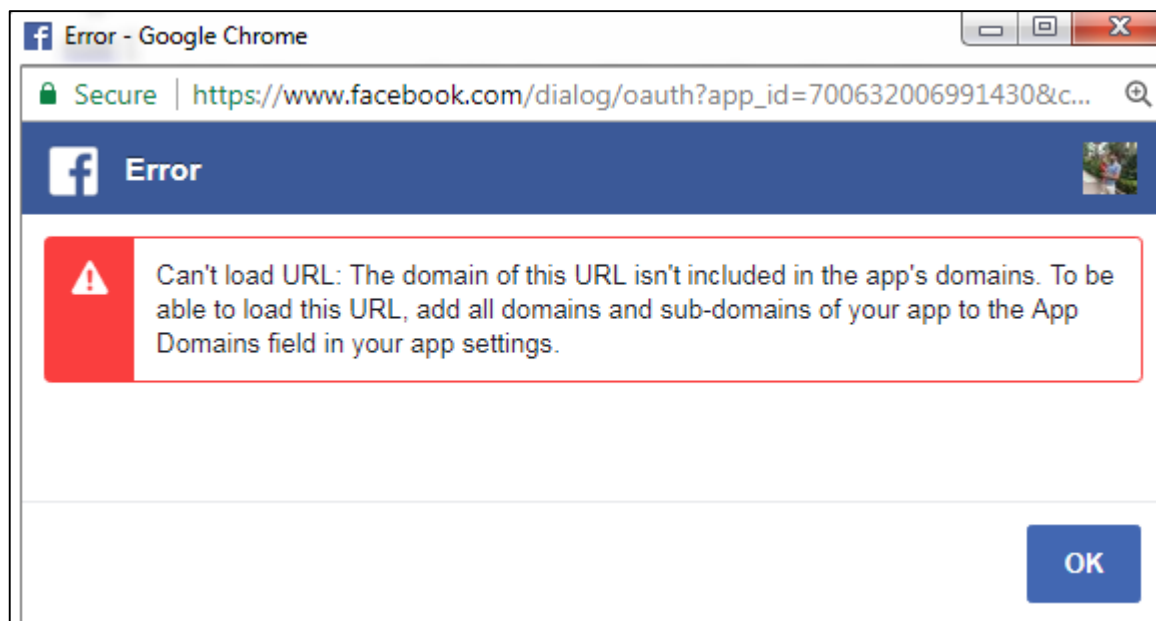 Error - Google Chrome
Secure | https://www.facebook.com/dialog/oauth?app_id=700632006991430&c...
Error
Can't load URL: The domain of this URL isn't included in the app's domains. To be
able to load this URL, add all domains and sub-domains of your app to the App
Domains field in your app settings.
OK